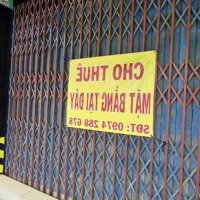 CHO THUÊ
MẶT BẰNG TẠI ĐÂY
SĐT: 0974 288 678